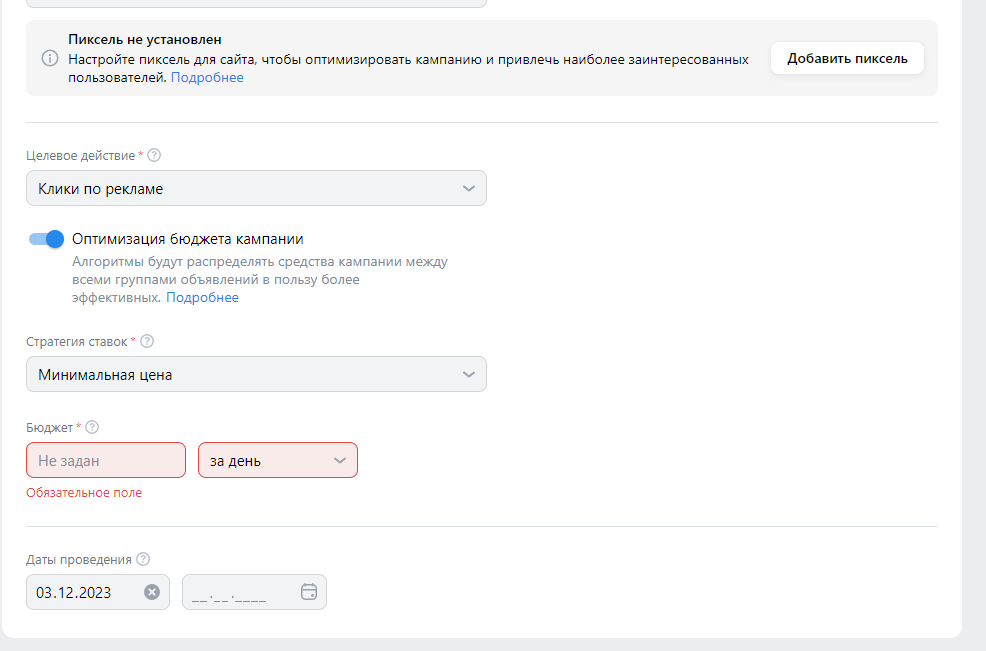 Пиксель не установлен
Настройте пиксель для сайта, чтобы оптимизировать кампанию и привлечь наиболее заинтересованных
пользователей. Подробнее
Добавить пиксель
Целевое действие *
Клики по рекламе
Оптимизация бюджета кампании
Алгоритмы будут распределять средства кампании между
всеми группами объявлений в пользу более
эффективных. Подробнее
Стратегия ставок *
Минимальная цена
Бюджет *
Не задан
за день
Обязательное поле
Даты проведения
03.12.2023
__.__.____